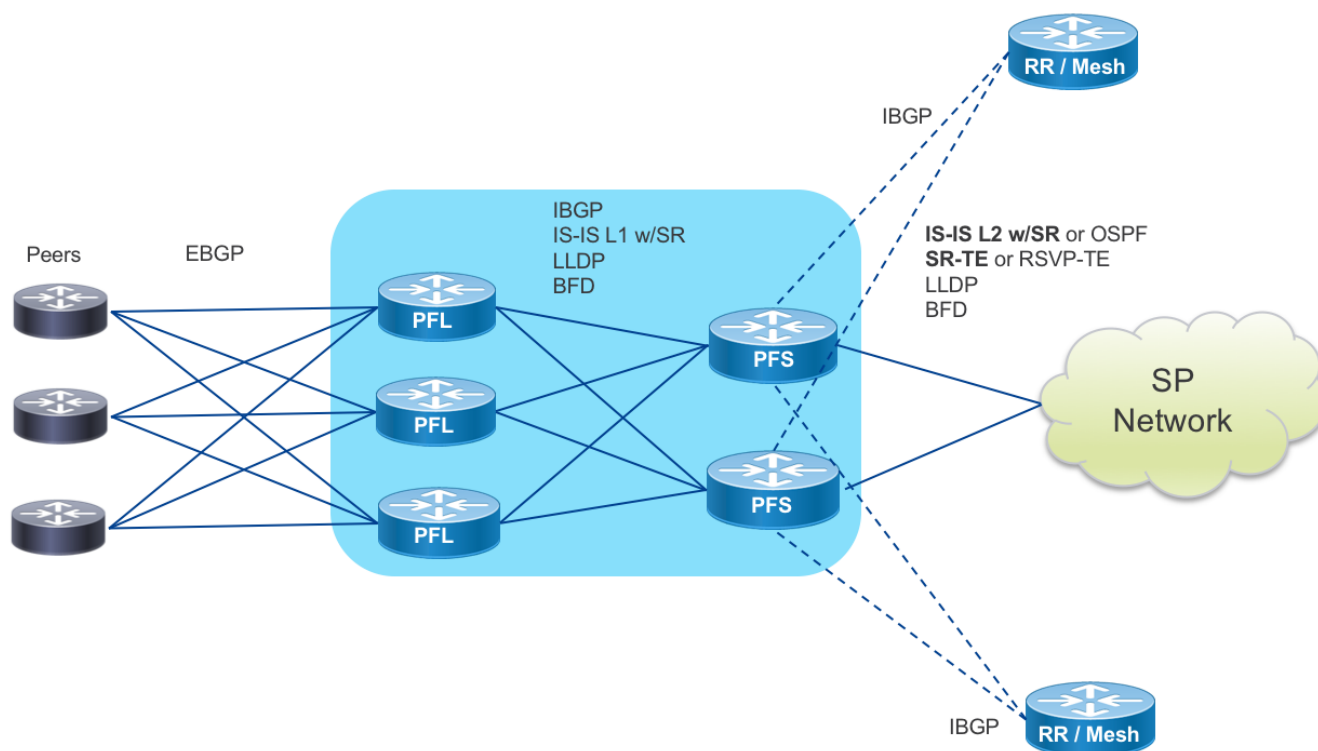 RR / Mesh
IBGP
IBGP
IS-IS L1 w/SR
LLDP
BFD
IS-IS L2 w/SR or OSPF
SR-TE or RSVP-TE
LLDP
BFD
Peers
EBGP
PFL
PFS
SP
Network
PFL
PFS
PFL
IBGP
RR / Mesh